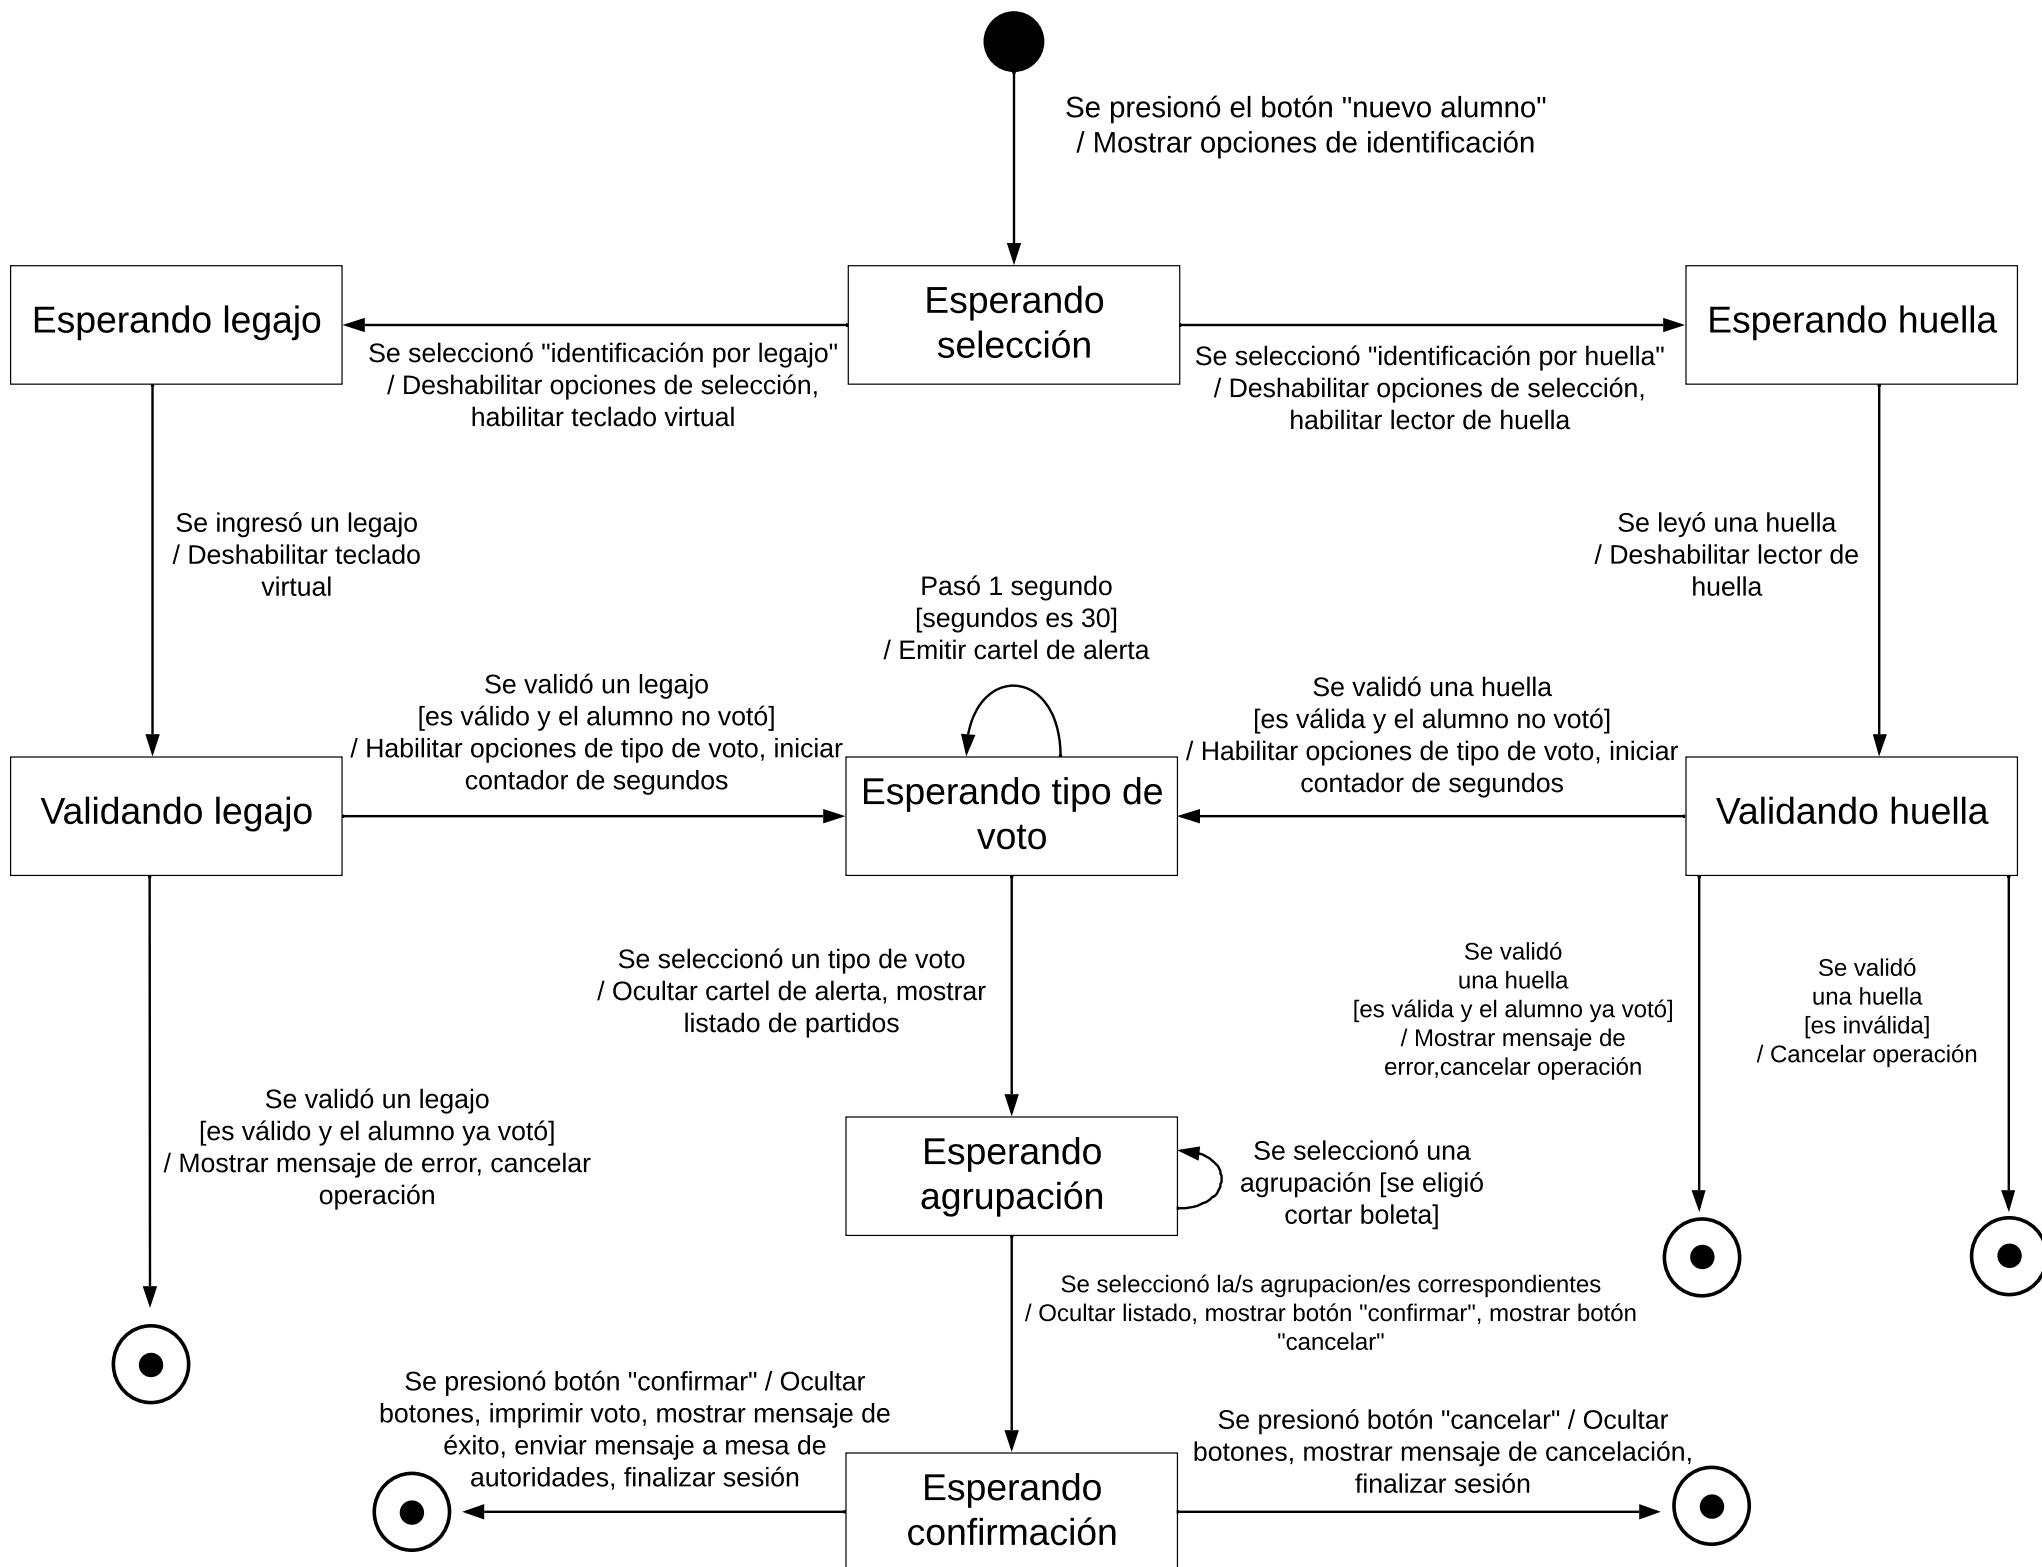 Se presionó el botón "nuevo alumno"
/ Mostrar opciones de identificación
Esperando legajo
Esperando
selección
Esperando huella
Se seleccionó "identificación por legajo"
/ Deshabilitar opciones de selección,
habilitar teclado virtual
Se seleccionó "identificación por huella"
/ Deshabilitar opciones de selección,
habilitar lector de huella
Se ingresó un legajo
/ Deshabilitar teclado
virtual
Se leyó una huella
/ Deshabilitar lector de
huella
Pasó 1 segundo
[segundos es 30]
/ Emitir cartel de alerta
Se validó un legajo
[es válido y el alumno no votó]
/ Habilitar opciones de tipo de voto, iniciar
contador de segundos
Se validó una huella
[es válida y el alumno no votó]
/ Habilitar opciones de tipo de voto, iniciar
contador de segundos
Validando legajo
Esperando tipo de
voto
Validando huella
Se seleccionó un tipo de voto
/ Ocultar cartel de alerta, mostrar
listado de partidos
Se validó
una huella
[es válida y el alumno ya votó]
/ Mostrar mensaje de
error,cancelar operación
Se validó
una huella
[es inválida]
/ Cancelar operación
Se validó un legajo
[es válido y el alumno ya votó]
/ Mostrar mensaje de error, cancelar
operación
Esperando
agrupación
Se seleccionó una
agrupación [se eligió
cortar boleta]
Se seleccionó la/s agrupacion/es correspondientes
/ Ocultar listado, mostrar botón "confirmar", mostrar botón
"cancelar"
Se presionó botón "confirmar" / Ocultar
botones, imprimir voto, mostrar mensaje de
éxito, enviar mensaje a mesa de
autoridades, finalizar sesión
Se presionó botón "cancelar" / Ocultar
botones, mostrar mensaje de cancelación,
finalizar sesión
Esperando
confirmación